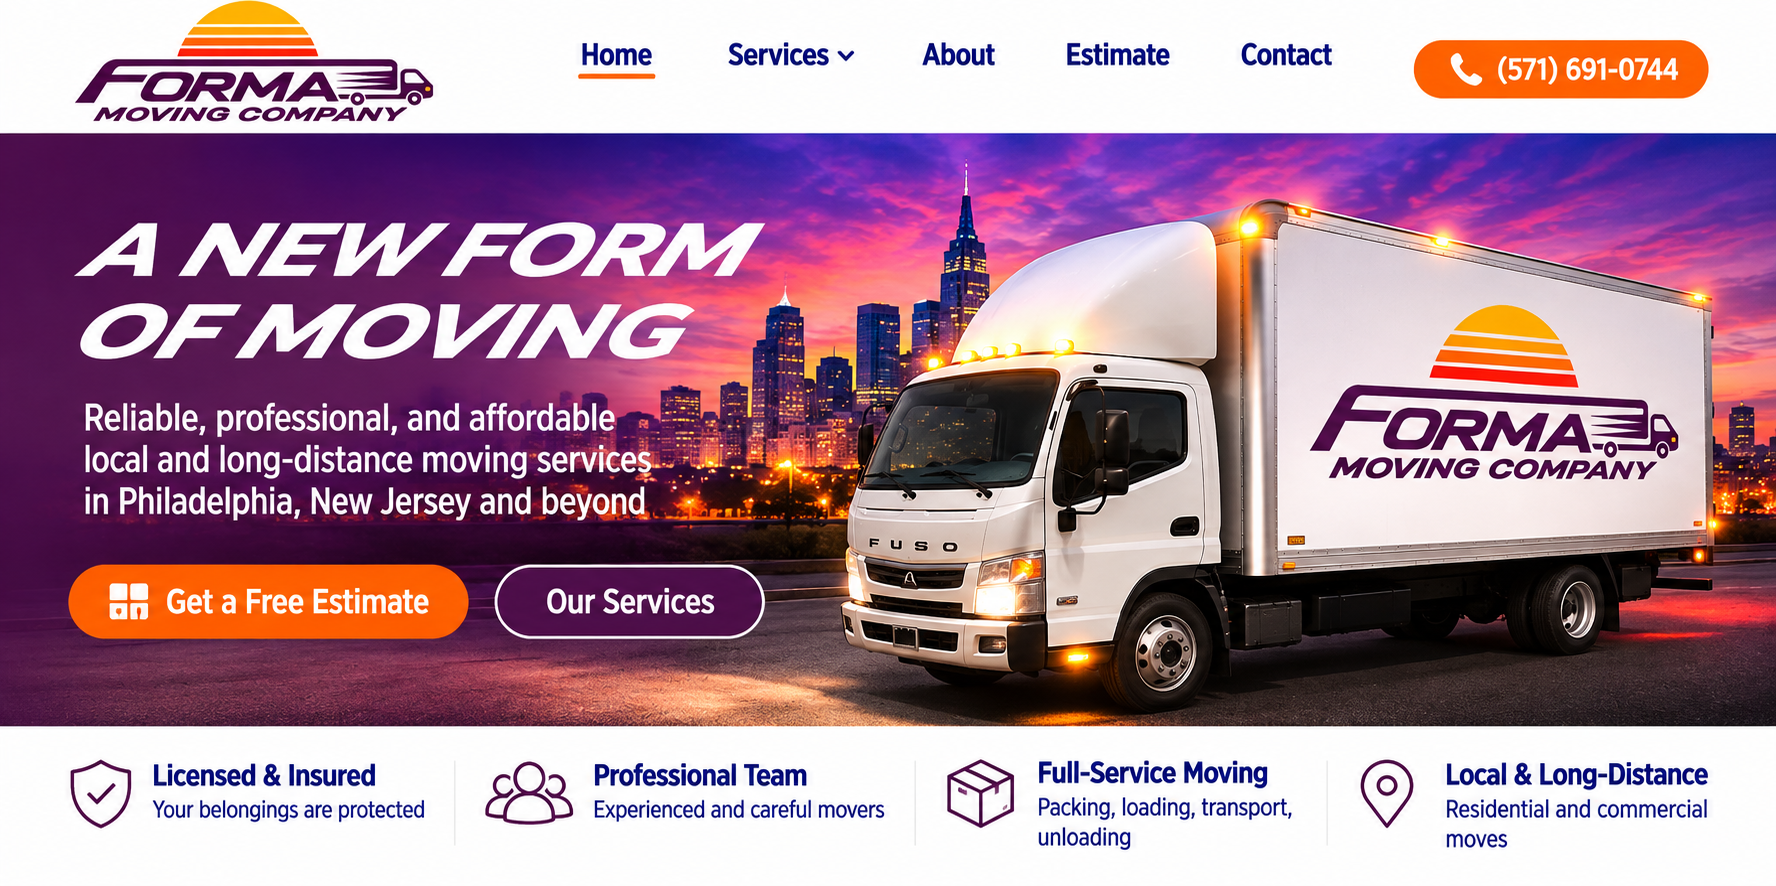 FORMA
MOVING COMPANY
Home
Services
About
Estimate
Contact
(571) 691-0744
A NEW FORM
OF MOVING
Reliable, professional, and affordable
local and long-distance moving services
in Philadelphia, New Jersey and beyond
Get a Free Estimate
Our Services
FUSO
FORMA
MOVING COMPANY
Licensed & Insured
Your belongings are protected
Professional Team
Experienced and careful movers
Full-Service Moving
Packing, loading, transport,
unloading
Local & Long-Distance
Residential and commercial
moves